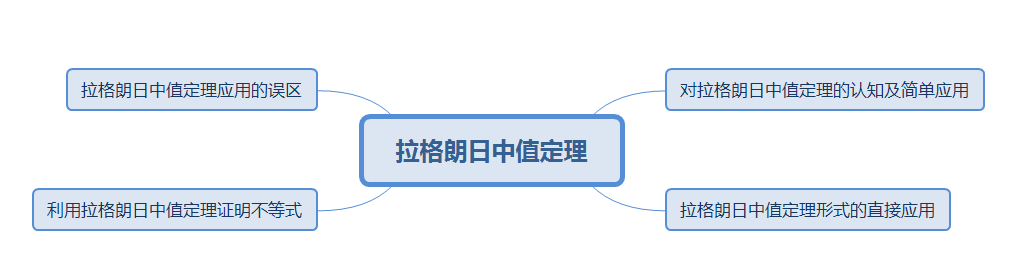 拉格朗日中值定理应用的误区
对拉格朗日中值定理的认知及简单应用
拉格朗日中值定理
利用拉格朗日中值定理证明不等式
拉格朗日中值定理形式的直接应用